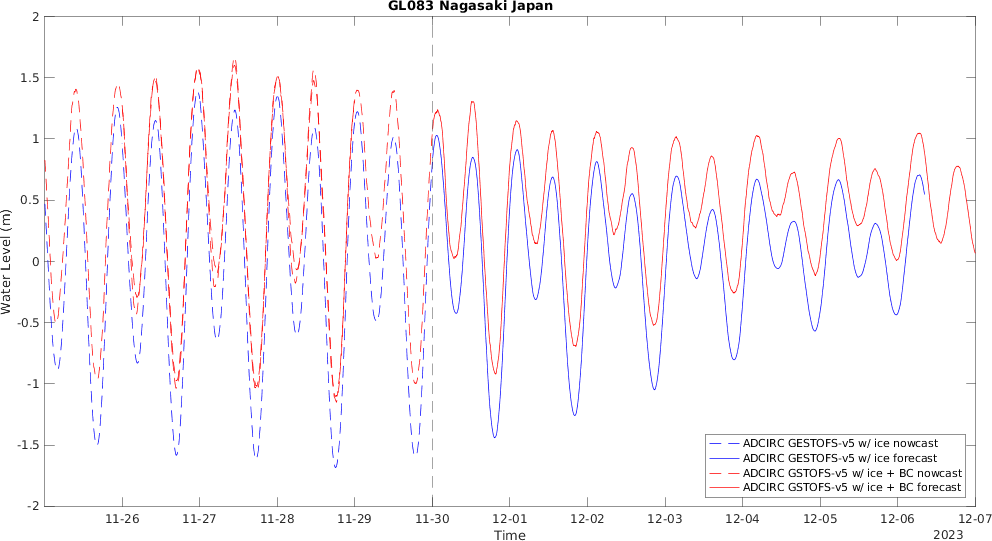 GL083 Nagasaki Japan
2
1.5
1
0.5
0
-0.5
-1
-1.5
-2
Water Level (m)
ADCIRC GESTOFS-v5 w/ ice nowcast
ADCIRC GESTOFS-v5 w/ ice forecast
ADCIRC GSTOFS-v5 w/ ice + BC nowcast
ADCIRC GSTOFS-v5 w/ ice + BC forecast
11-26 11-27 11-28 11-29 11-30 12-01 12-02 12-03 12-04 12-05 12-06 12-07
Time
2023